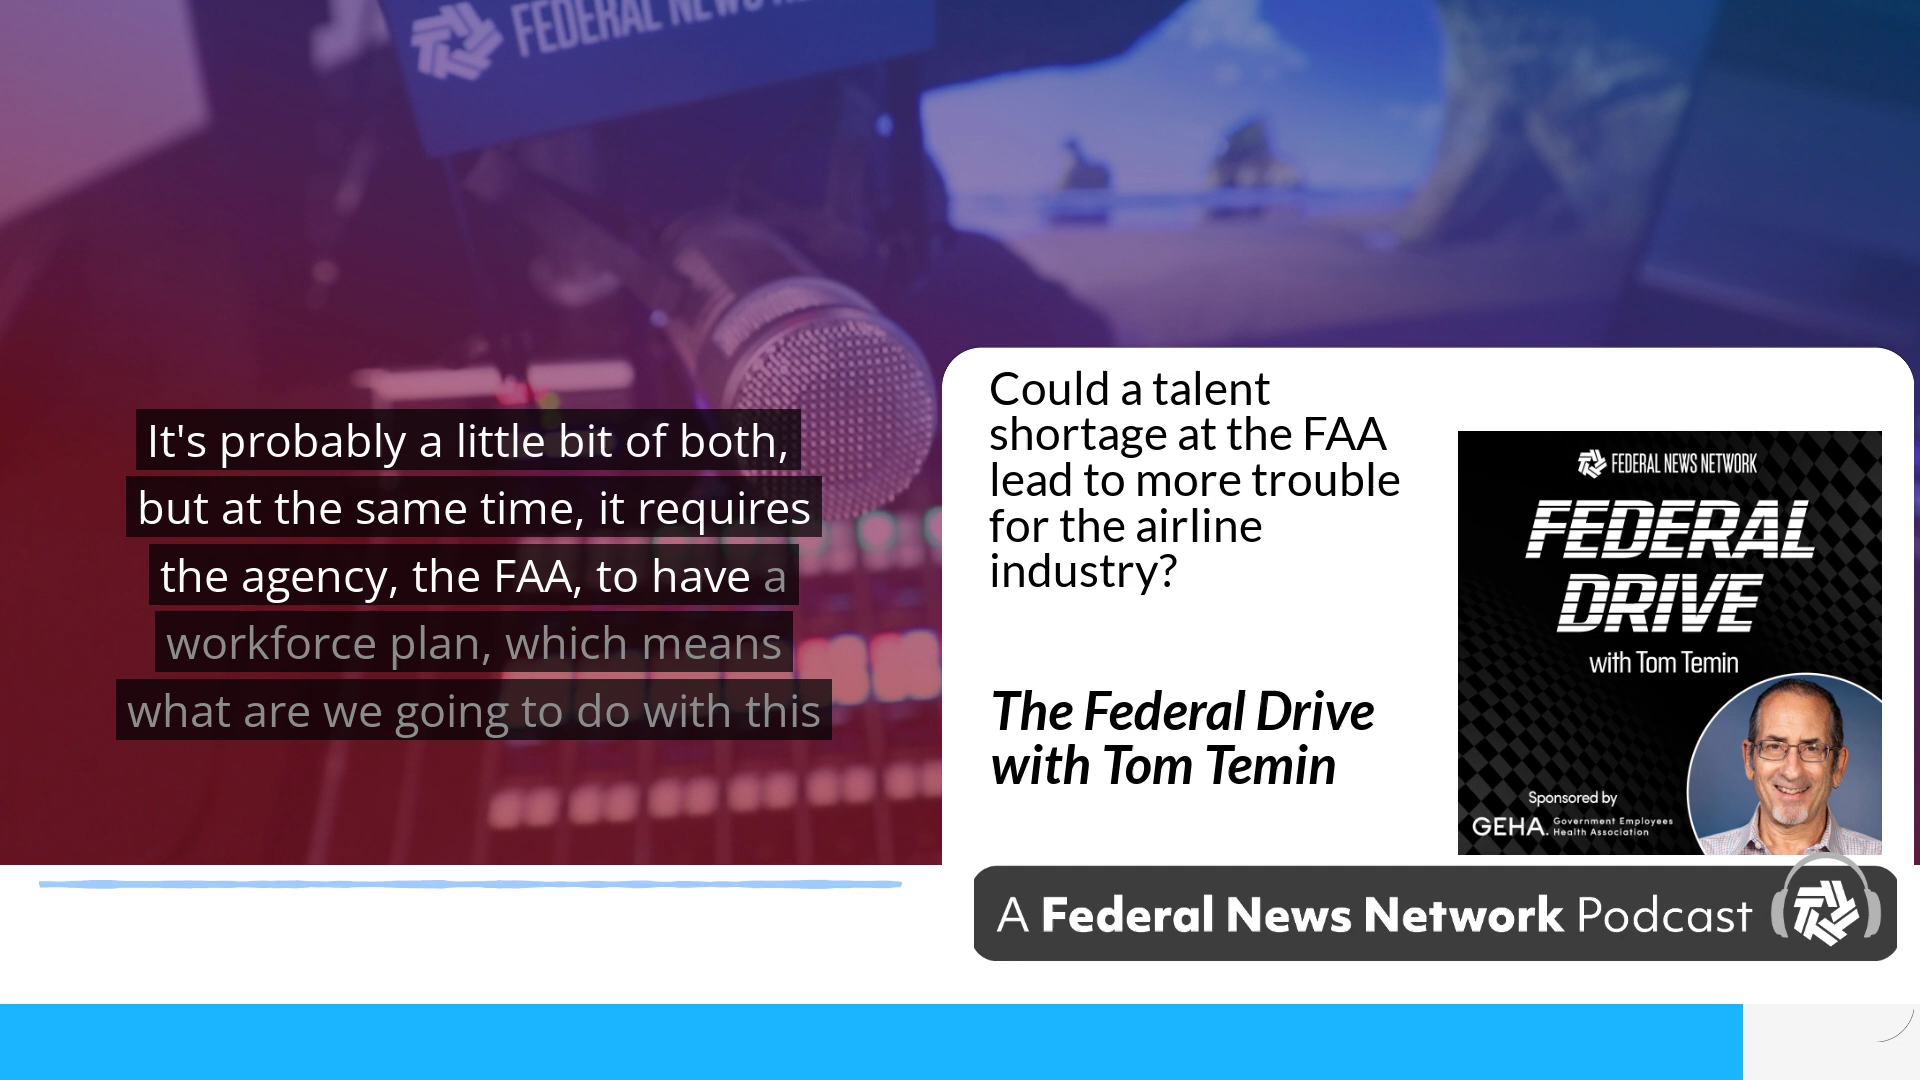 FEDERAL NEWS
It's probably a little bit of both,
but at the same time, it requires
the agency, the FAA, to have a
workforce plan, which means
what are we going to do with this
Could a talent
shortage at the FAA
lead to more trouble
for the airline
industry?
The Federal Drive
with Tom Temin
FEDERAL NEWS NETWORK
FEDERAL
DRIVE
with Tom Temin
Sponsored by
GEHA. Government Employees
Health Association
A Federal News Network Podcast